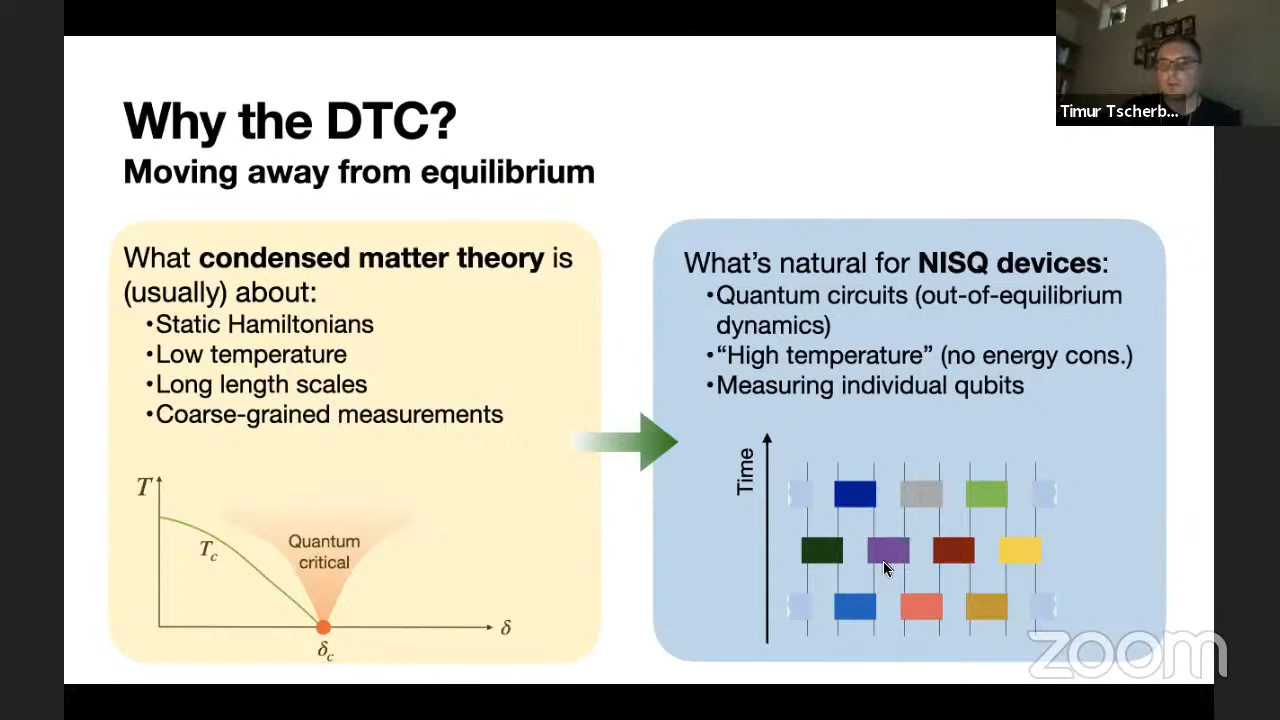 Timur Tscherb...
Why the DTC?
Moving away from equilibrium
What condensed matter theory is
(usually) about:
•Static Hamiltonians
•Low temperature
•Long length scales
•Coarse-grained measurements
T
T_c
Quantum
critical
δ
δ_c
What’s natural for NISQ devices:
•Quantum circuits (out-of-equilibrium
dynamics)
•“High temperature” (no energy cons.)
•Measuring individual qubits
Time
zoom